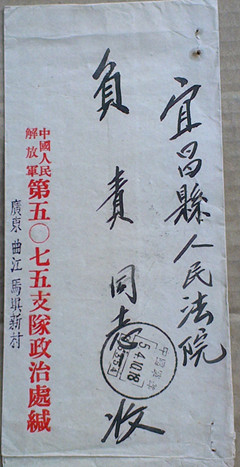 宜昌縣人民法院
負責同志收
中國人民
解放軍
第五〇七五支隊政治處緘
廣東 曲江 馬垻新村